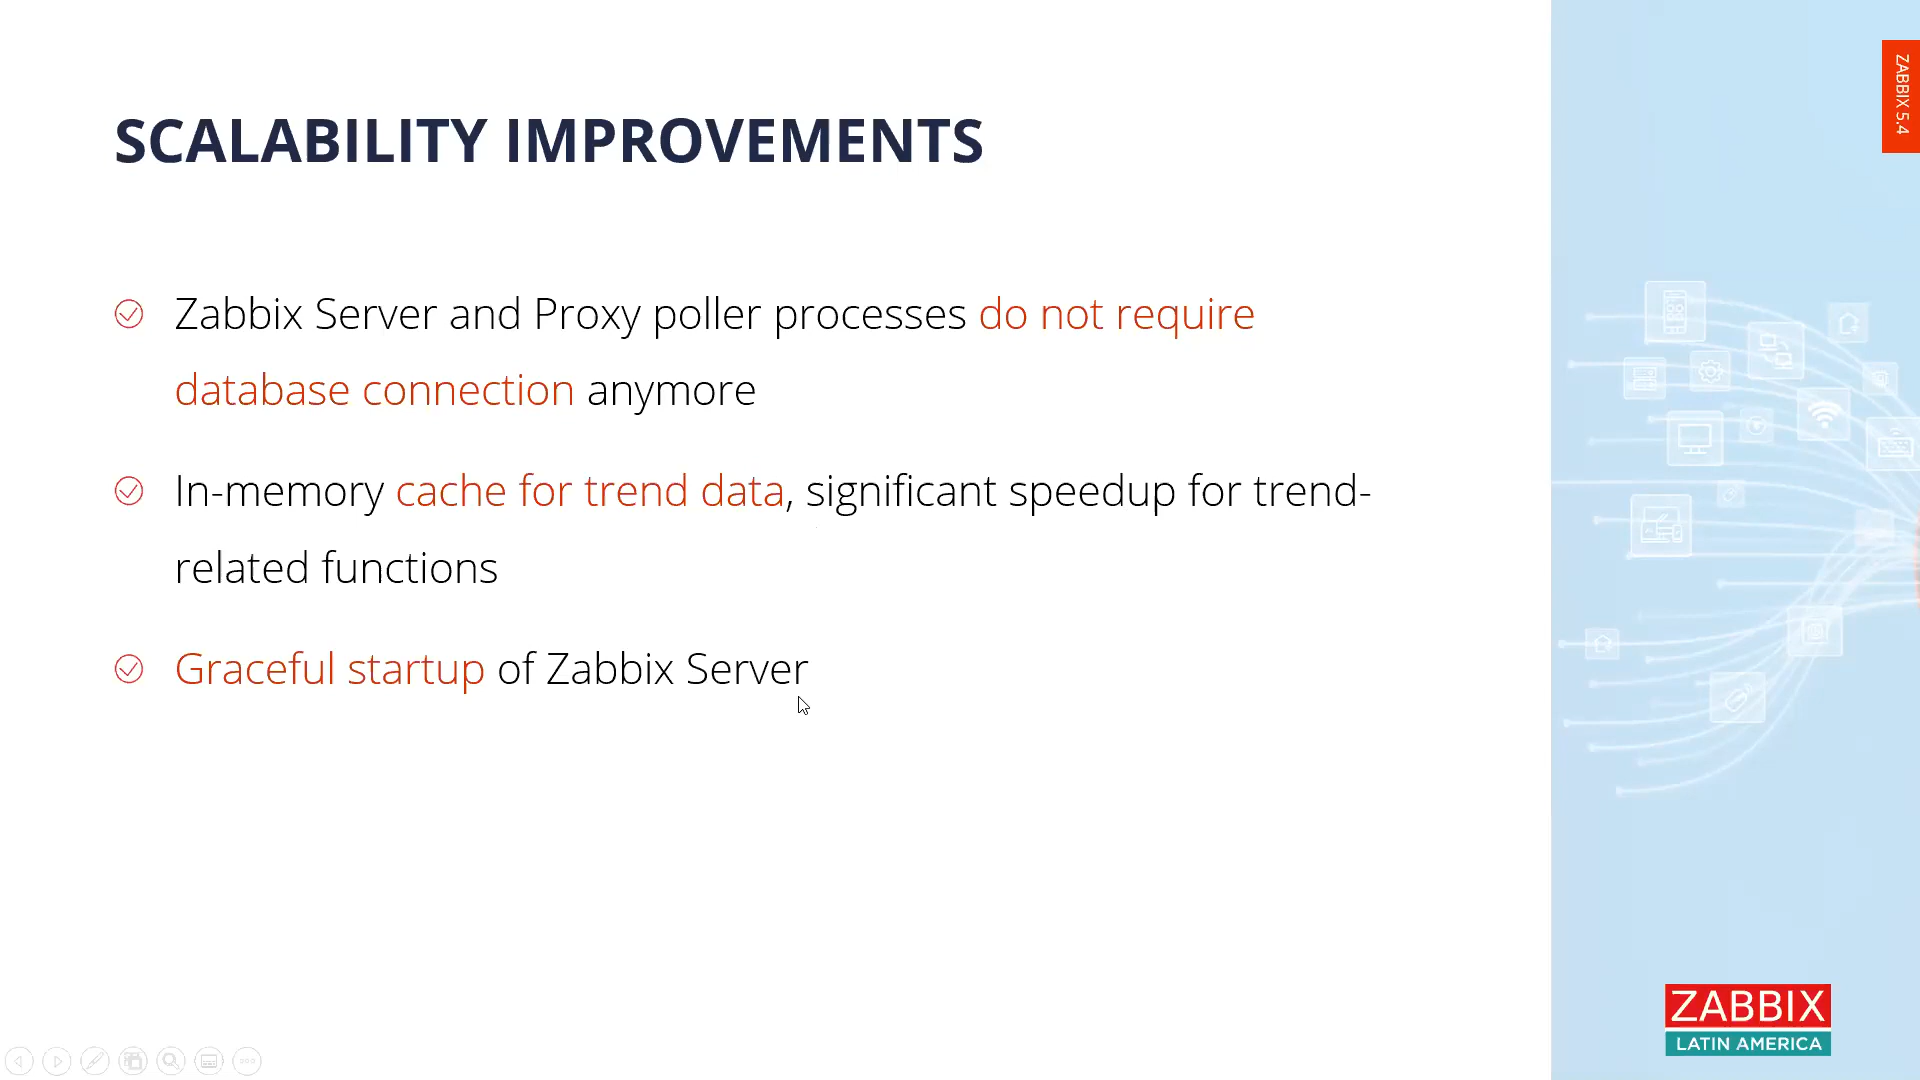 SCALABILITY IMPROVEMENTS
Zabbix Server and Proxy poller processes do not require
database connection anymore
In-memory cache for trend data, significant speedup for trend-
related functions
Graceful startup of Zabbix Server
ZABBIX 5.4
ZABBIX
LATIN AMERICA